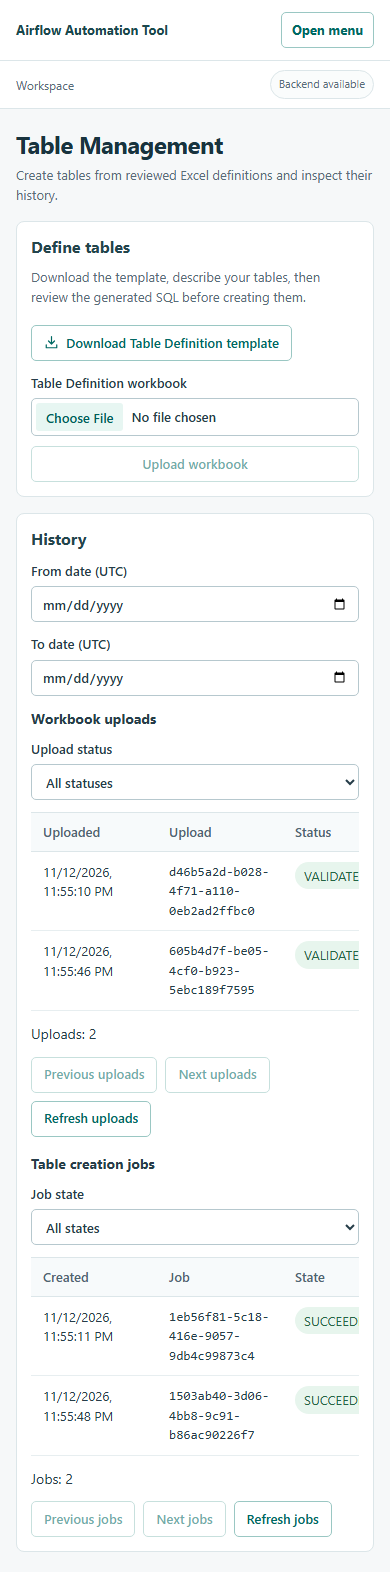 Airflow Automation Tool
Open menu
Workspace
Backend available
Table Management
Create tables from reviewed Excel definitions and inspect their
history.
Define tables
Download the template, describe your tables, then
review the generated SQL before creating them.
Download Table Definition template
Table Definition workbook
Choose File No file chosen
Upload workbook
History
From date (UTC)
mm/dd/yyyy
To date (UTC)
mm/dd/yyyy
Workbook uploads
Upload status
All statuses
Uploaded Upload Status
11/12/2026, d46b5a2d-b028- VALIDATE
11:55:10 PM 4f71-a110-
0eb2ad2ffbc0
11/12/2026, 605b4d7f-be05- VALIDATE
11:55:46 PM 4cf0-b923-
5ebc189f7595
Uploads: 2
Previous uploads Next uploads
Refresh uploads
Table creation jobs
Job state
All states
Created Job State
11/12/2026, 1eb56f81-5c18- SUCCEED
11:55:11 PM 416e-9057-
9db4c99873c4
11/12/2026, 1503ab40-3d06- SUCCEED
11:55:48 PM 4bb8-9c91-
b86ac90226f7
Jobs: 2
Previous jobs Next jobs Refresh jobs